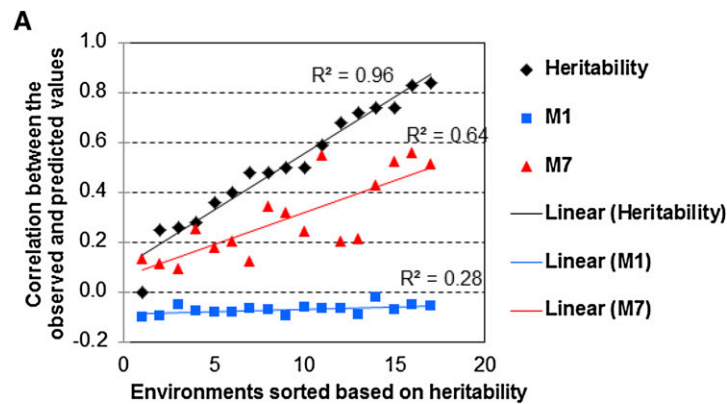 A
Correlation between the
observed and predicted values
1.0
0.8
0.6
0.4
0.2
0.0
-0.2
R² = 0.96
R² = 0.64
R² = 0.28
0 5 10 15 20
Environments sorted based on heritability
Heritability
M1
M7
Linear (Heritability)
Linear (M1)
Linear (M7)